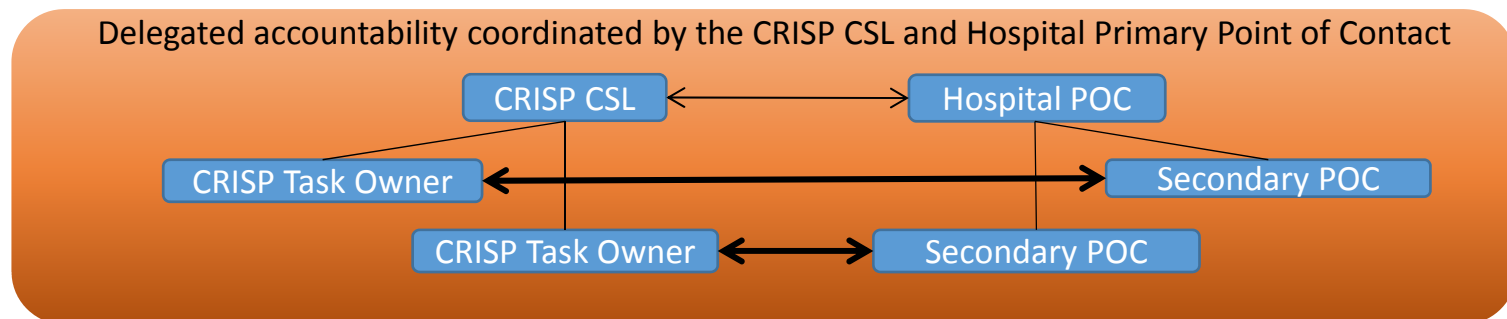 Delegated accountability coordinated by the CRISP CSL and Hospital Primary Point of Contact
CRISP CSL
Hospital POC
CRISP Task Owner
Secondary POC
CRISP Task Owner
Secondary POC